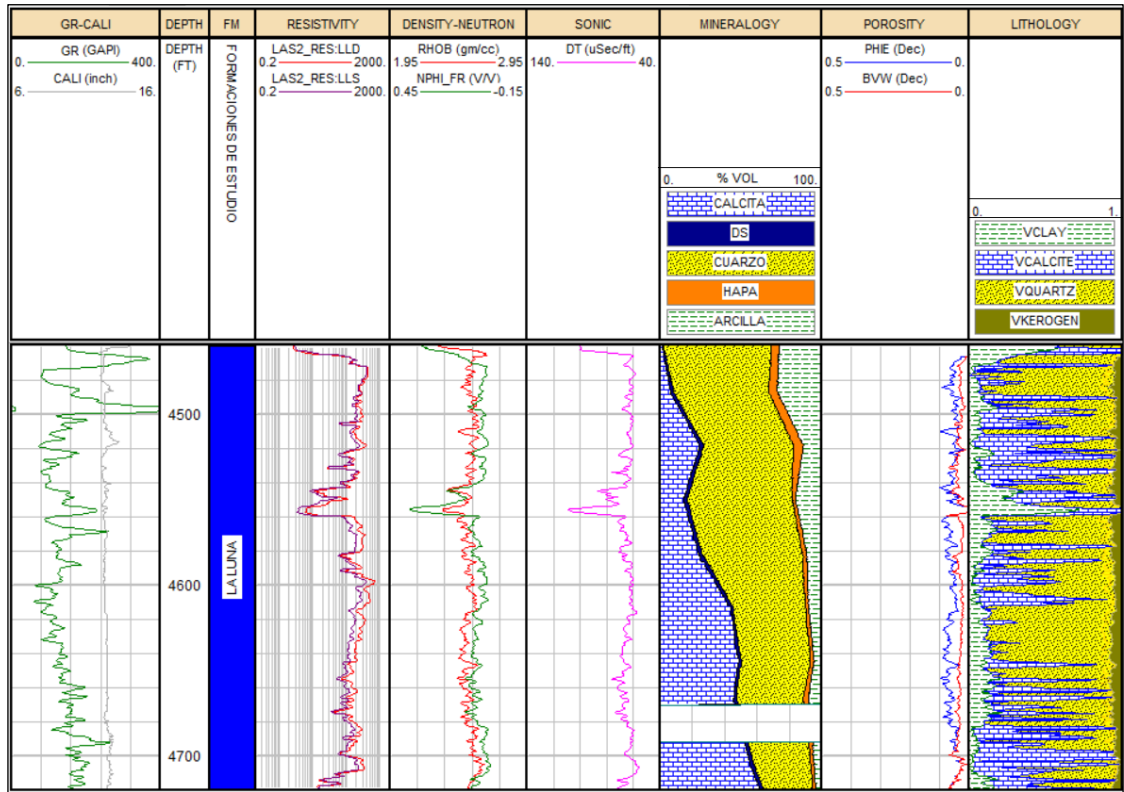 GR-CALI DEPTH FM RESISTIVITY DENSITY-NEUTRON SONIC MINERALOGY POROSITY LITHOLOGY
GR (GAPI)
0. 400.
CALI (inch)
6. 16.
DEPTH
(FT)
FORMACIONES DE ESTUDIO
LAS2_RES:LLD
0.2 2000.
LAS2_RES:LLS
0.2 2000.
RHOB (gm/cc)
1.95 2.95
NPHI_FR (V/V)
0.45 -0.15
DT (uSec/ft)
140. 40.
0. % VOL 100.
CALCITA
DS
CUARZO
HAPA
ARCILLA
PHIE (Dec)
0.5 0.
BVW (Dec)
0.5 0.
0. 1.
VCLAY
VCALCITE
VQUARTZ
VKEROGEN
4500
LA LUNA
4600
4700